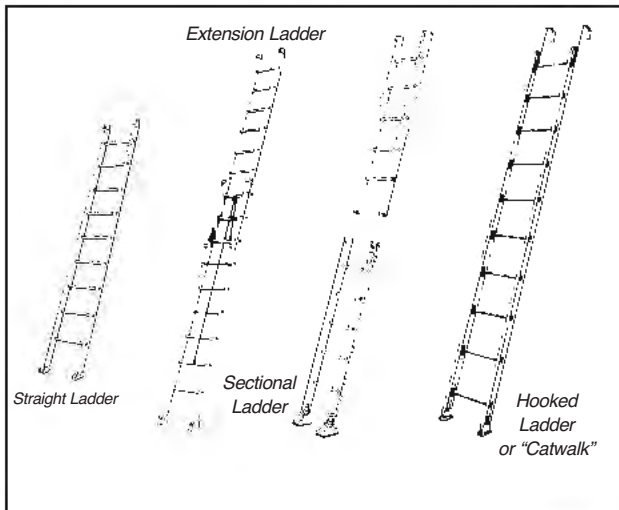 Extension Ladder
Straight Ladder
Sectional
Ladder
Hooked
Ladder
or “Catwalk”